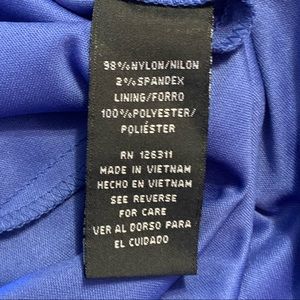 98%NYLON/NILON
2%SPANDEX
LINING/FORRO
100%POLYESTER/
POLIÉSTER
RN 126311
MADE IN VIETNAM
HECHO EN VIETNAM
SEE REVERSE
FOR CARE
VER AL DORSO PARA
EL CUIDADO